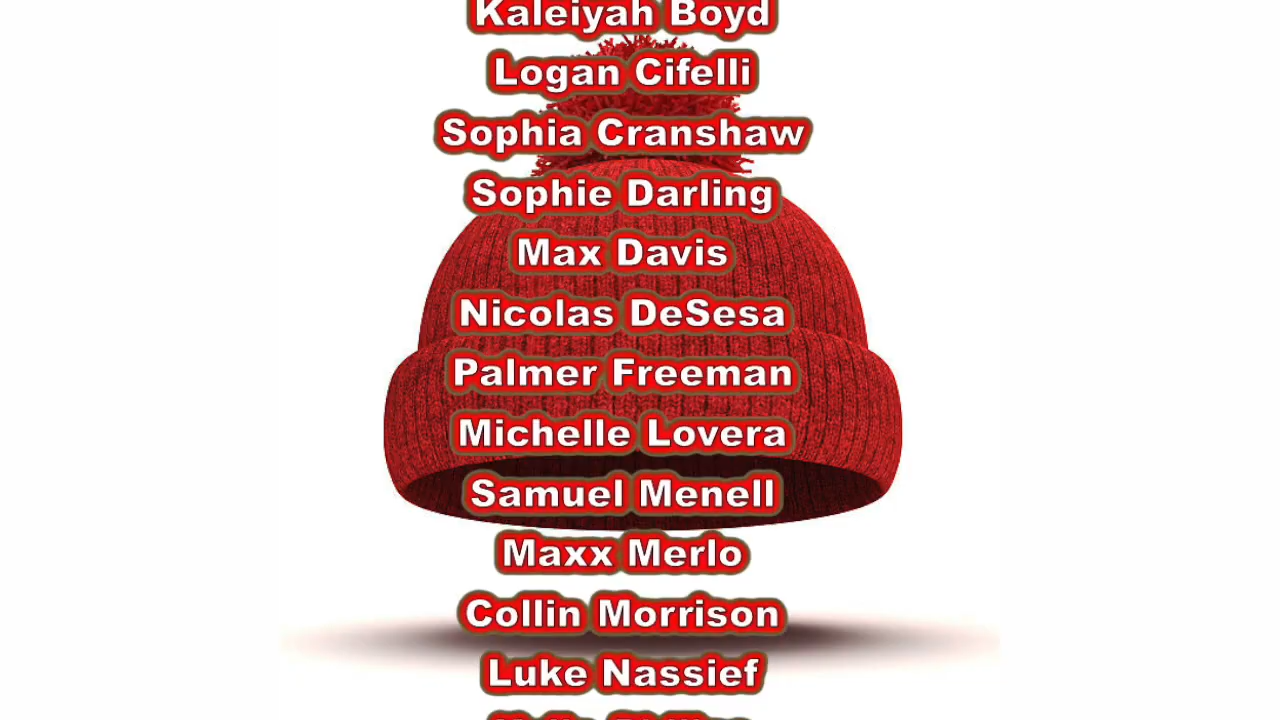 Kaleiyah Boyd
Logan Cifelli
Sophia Cranshaw
Sophie Darling
Max Davis
Nicolas DeSesa
Palmer Freeman
Michelle Lovera
Samuel Menell
Maxx Merlo
Collin Morrison
Luke Nassief